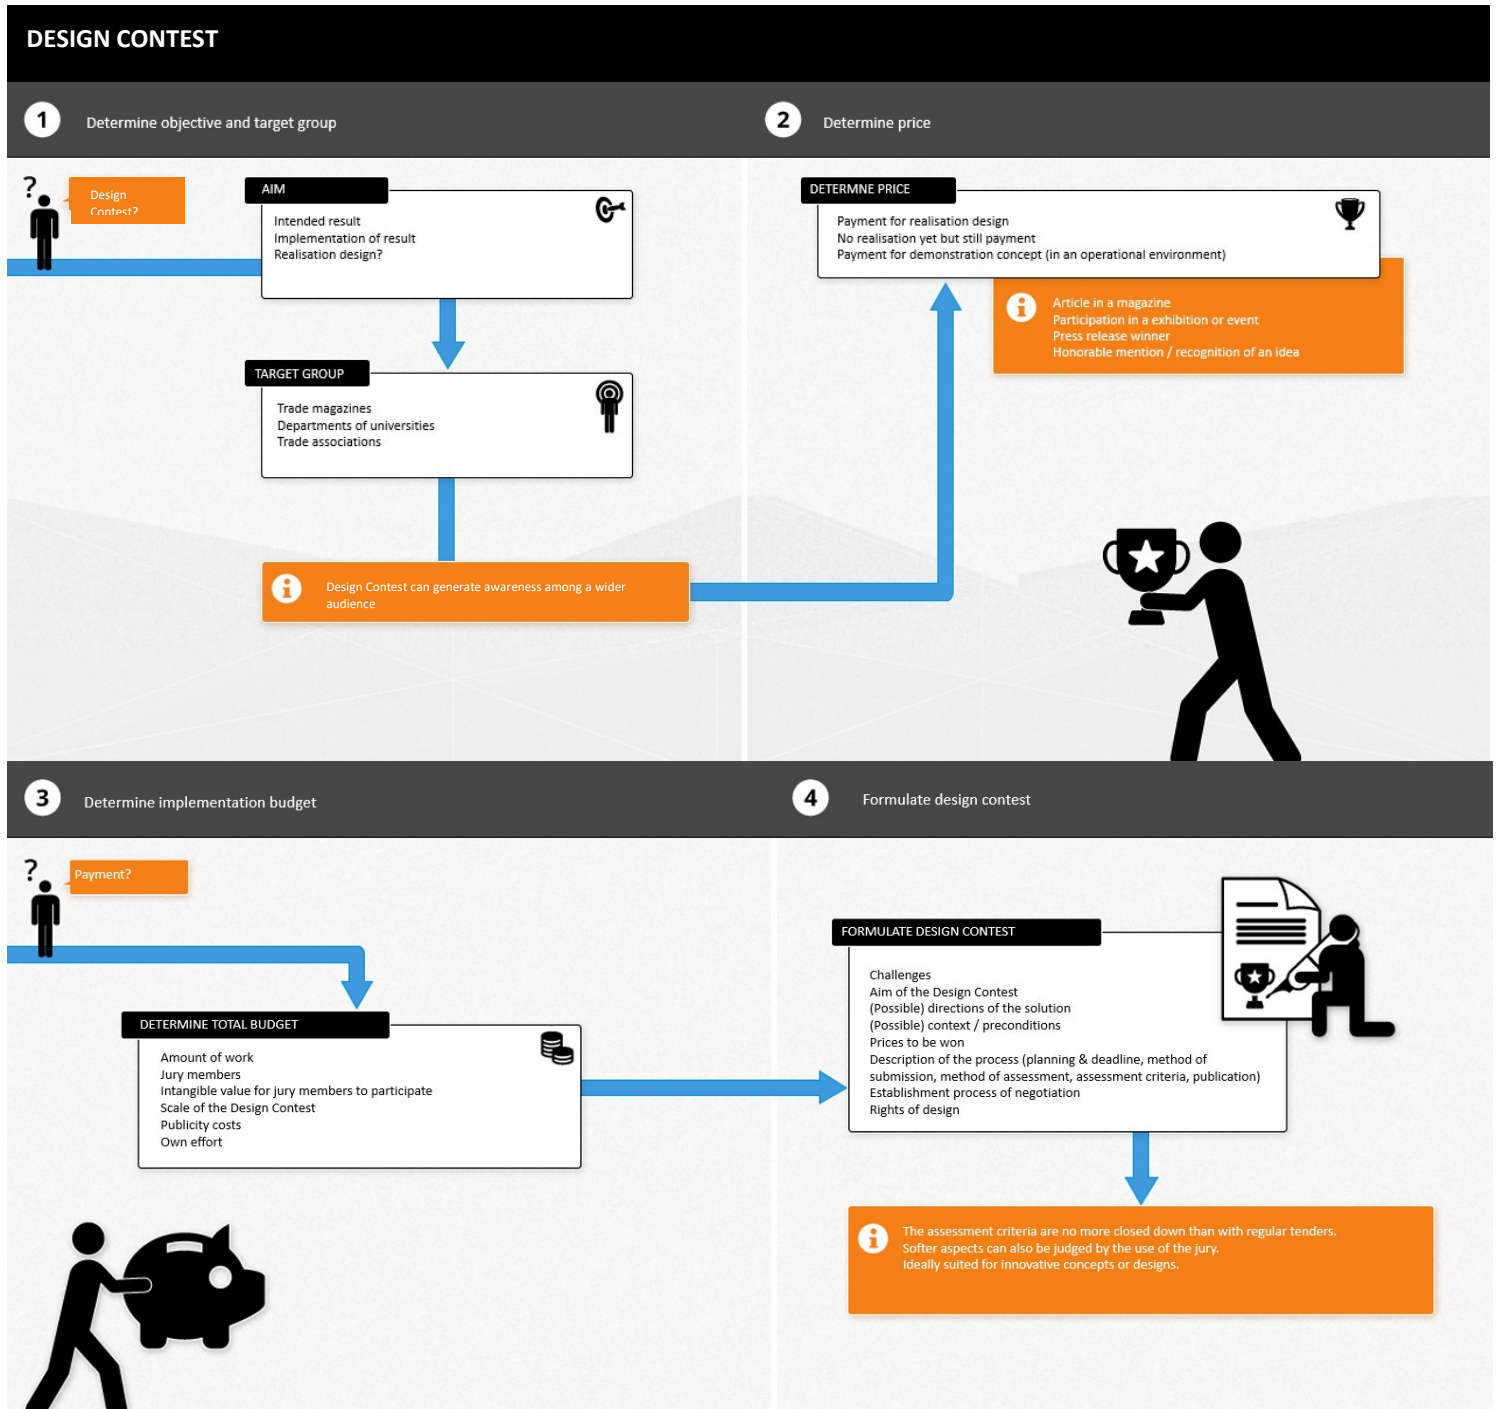 DESIGN CONTEST
1 Determine objective and target group
?
Design
Contest?
AIM
Intended result
Implementation of result
Realisation design?
TARGET GROUP
Trade magazines
Departments of universities
Trade associations
i
Design Contest can generate awareness among a wider
audience
2 Determine price
DETERMNE PRICE
Payment for realisation design
No realisation yet but still payment
Payment for demonstration concept (in an operational environment)
i
Article in a magazine
Participation in a exhibition or event
Press release winner
Honorable mention / recognition of an idea
3 Determine implementation budget
?
Payment?
DETERMINE TOTAL BUDGET
Amount of work
Jury members
Intangible value for jury members to participate
Scale of the Design Contest
Publicity costs
Own effort
4 Formulate design contest
FORMULATE DESIGN CONTEST
Challenges
Aim of the Design Contest
(Possible) directions of the solution
(Possible) context / preconditions
Prices to be won
Description of the process (planning & deadline, method of
submission, method of assessment, assessment criteria, publication)
Establishment process of negotiation
Rights of design
i
The assessment criteria are no more closed down than with regular tenders.
Softer aspects can also be judged by the use of the jury.
Ideally suited for innovative concepts or designs.